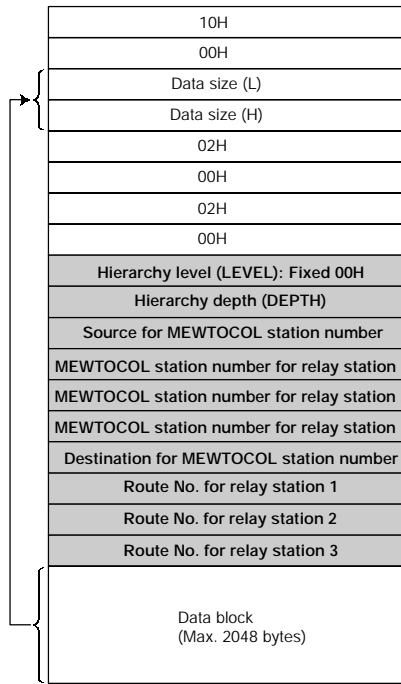 10H
00H
Data size (L)
Data size (H)
02H
00H
02H
00H
Hierarchy level (LEVEL): Fixed 00H
Hierarchy depth (DEPTH)
Source for MEWTOCOL station number
MEWTOCOL station number for relay station
MEWTOCOL station number for relay station
MEWTOCOL station number for relay station
Destination for MEWTOCOL station number
Route No. for relay station 1
Route No. for relay station 2
Route No. for relay station 3
Data block
(Max. 2048 bytes)